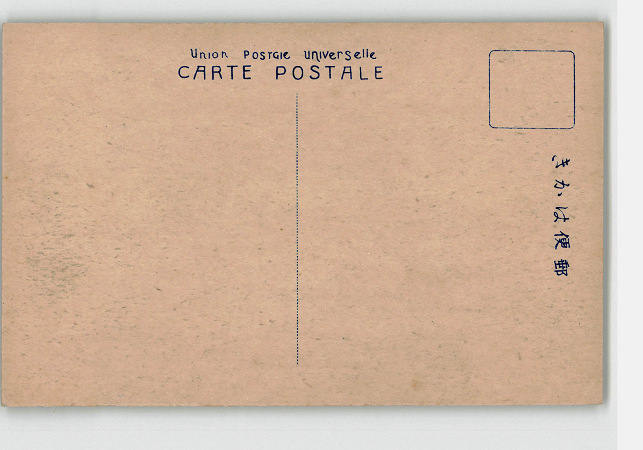 Union Postale Universelle
CARTE POSTALE
きかは便郵